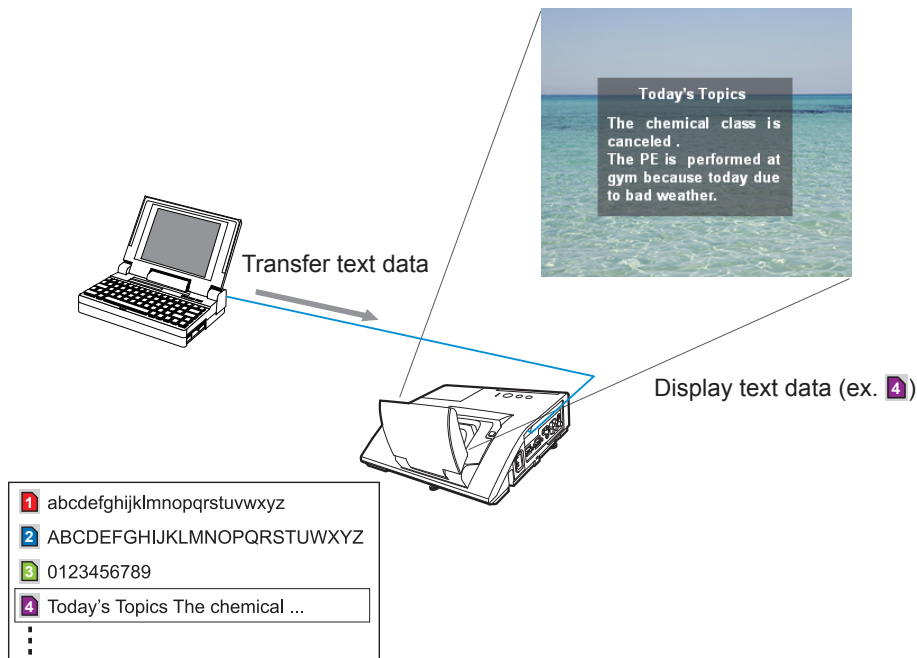 Today's Topics
The chemical class is
canceled .
The PE is performed at
gym because today due
to bad weather.
Transfer text data
Display text data (ex. 4)
1 abcdefghijklmnopqrstuvwxyz
2 ABCDEFGHIJKLMNOPQRSTUWXYZ
3 0123456789
4 Today’s Topics The chemical ...